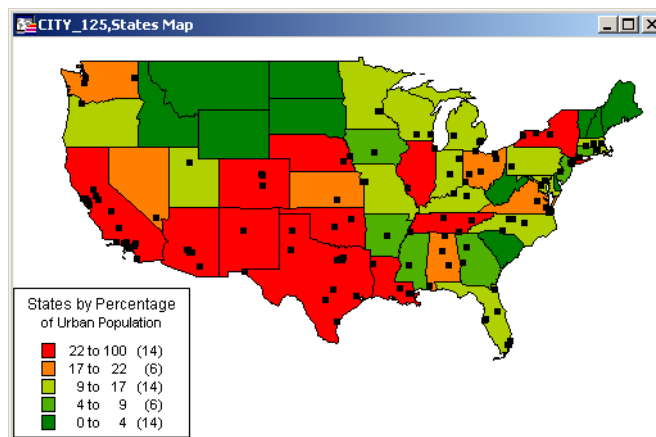 CITY_125,States Map
States by Percentage
of Urban Population
22 to 100 (14)
17 to 22 (6)
9 to 17 (14)
4 to 9 (6)
0 to 4 (14)